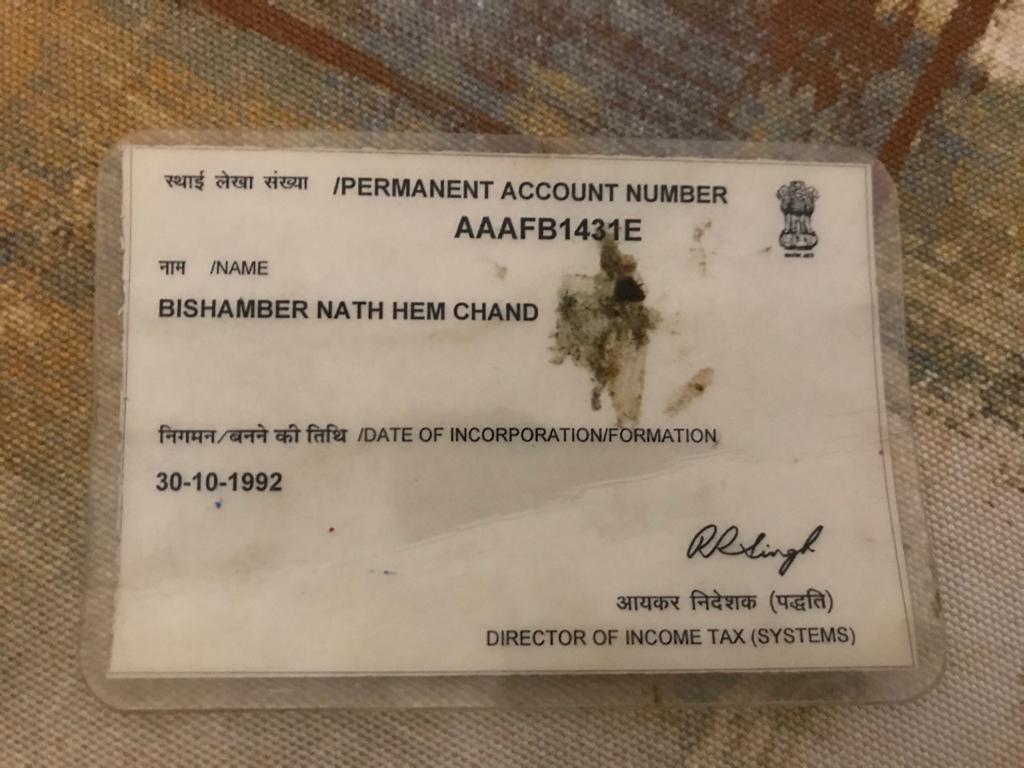 स्थाई लेखा संख्या /PERMANENT ACCOUNT NUMBER
AAAFB1431E
नाम /NAME
BISHAMBER NATH HEM CHAND
निगमन/बनने की तिथि /DATE OF INCORPORATION/FORMATION
30-10-1992
RRSingh
आयकर निदेशक (पद्धति)
DIRECTOR OF INCOME TAX (SYSTEMS)